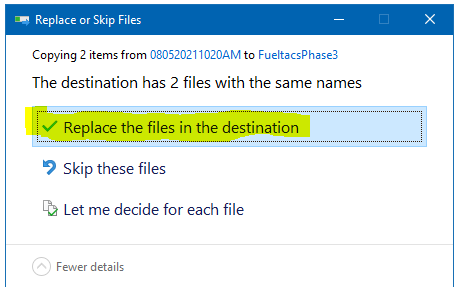 Replace or Skip Files
Copying 2 items from 080520211020AM to FueltacsPhase3
The destination has 2 files with the same names
Replace the files in the destination
Skip these files
Let me decide for each file
Fewer details